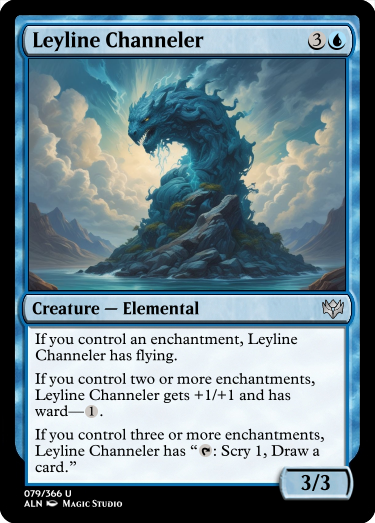 Leyline Channeler 3
If you control an enchantment, Leyline
Channeler has flying.
If you control two or more enchantments,
Leyline Channeler gets +1/+1 and has
ward—1.
If you control three or more enchantments,
Leyline Channeler has “: Scry 1, Draw a
card.”
3/3
079/366 U
ALN Magic Studio